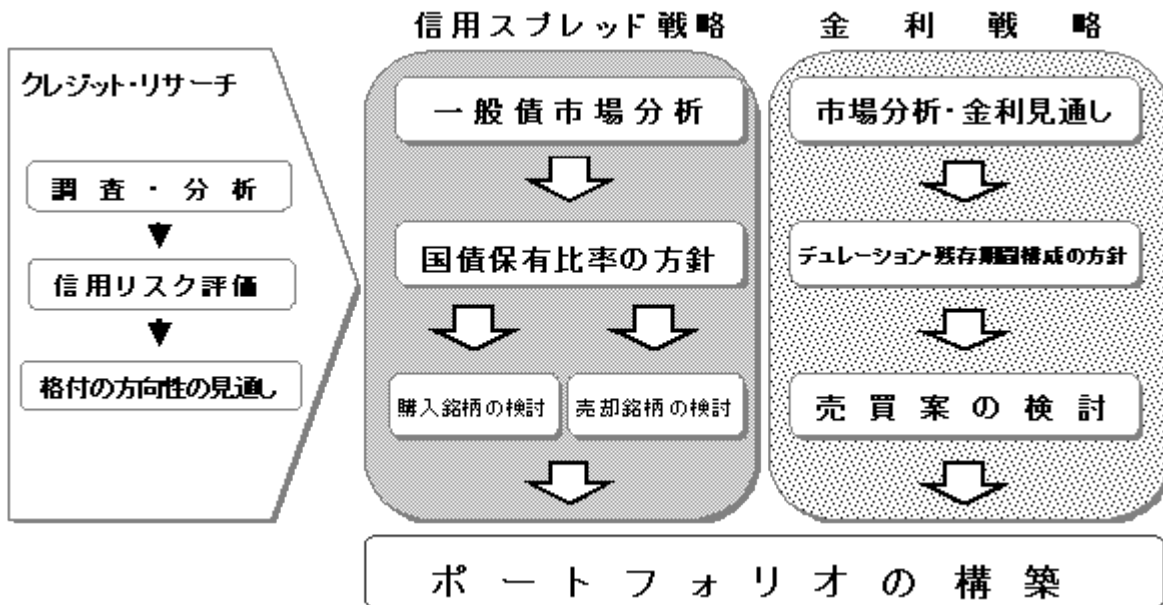 信用スプレッド戦略
金利戦略
クレジット・リサーチ
調査・分析
信用リスク評価
格付の方向性の見通し
一般債市場分析
国債保有比率の方針
購入銘柄の検討
売却銘柄の検討
市場分析・金利見通し
デュレーション・残存期間構成の方針
売買案の検討
ポートフォリオの構築